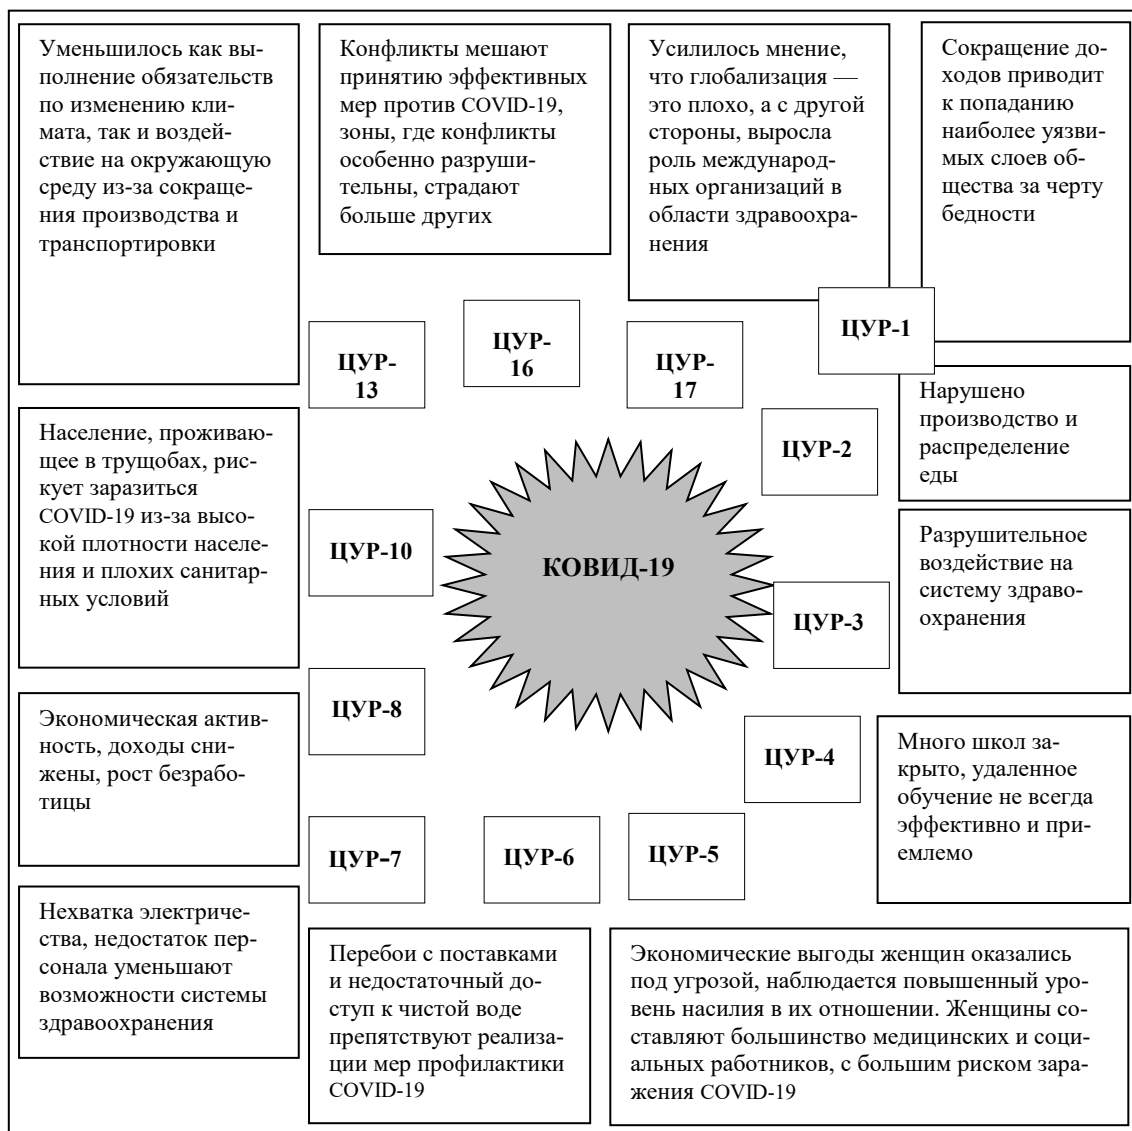 Уменьшилось как вы-
полнение обязательств
по изменению кли-
мата, так и воздей-
ствие на окружающую
среду из-за сокраще-
ния производства и
транспортировки
Конфликты мешают
принятию эффективных
мер против COVID-19,
зоны, где конфликты
особенно разруши-
тельны, страдают
больше других
Усилилось мнение,
что глобализация —
это плохо, а с другой
стороны, выросла
роль международ-
ных организаций в
области здравоохра-
нения
Сокращение до-
ходов приводит
к попаданию
наиболее уязви-
мых слоев об-
щества за черту
бедности
ЦУР-1
ЦУР-
16
ЦУР-
13
ЦУР-
17
Нарушено
производство и
распределение
еды
ЦУР-2
Население, проживаю-
щее в трущобах, рис-
кует заразиться
COVID-19 из-за высо-
кой плотности населе-
ния и плохих санитар-
ных условий
ЦУР-10
КОВИД-19
Разрушительное
воздействие на
систему здраво-
охранения
ЦУР-3
ЦУР-8
Экономическая актив-
ность, доходы сни-
жены, рост безрабо-
тицы
ЦУР-4
Много школ за-
крыто, удаленное
обучение не всегда
эффективно и при-
емлемо
ЦУР-7
ЦУР-6
ЦУР-5
Нехватка электриче-
ства, недостаток пер-
сонала уменьшают
возможности системы
здравоохранения
Перебои с поставками
и недостаточный до-
ступ к чистой воде
препятствуют реализа-
ции мер профилактики
COVID-19
Экономические выгоды женщин оказались
под угрозой, наблюдается повышенный уро-
вень насилия в их отношении. Женщины со-
ставляют большинство медицинских и соци-
альных работников, с большим риском зара-
жения COVID-19